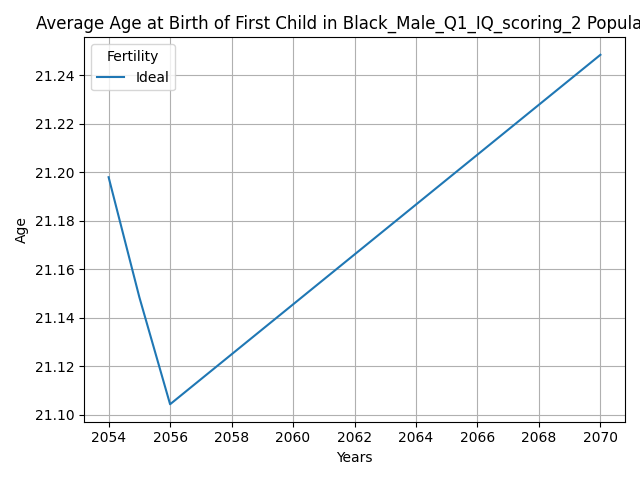 Average Age at Birth of First Child in Black_Male_Q1_IQ_scoring_2 Popula
Fertility
Ideal
21.24
21.22
21.20
21.18
21.16
21.14
21.12
21.10
Age
2054 2056 2058 2060 2062 2064 2066 2068 2070
Years